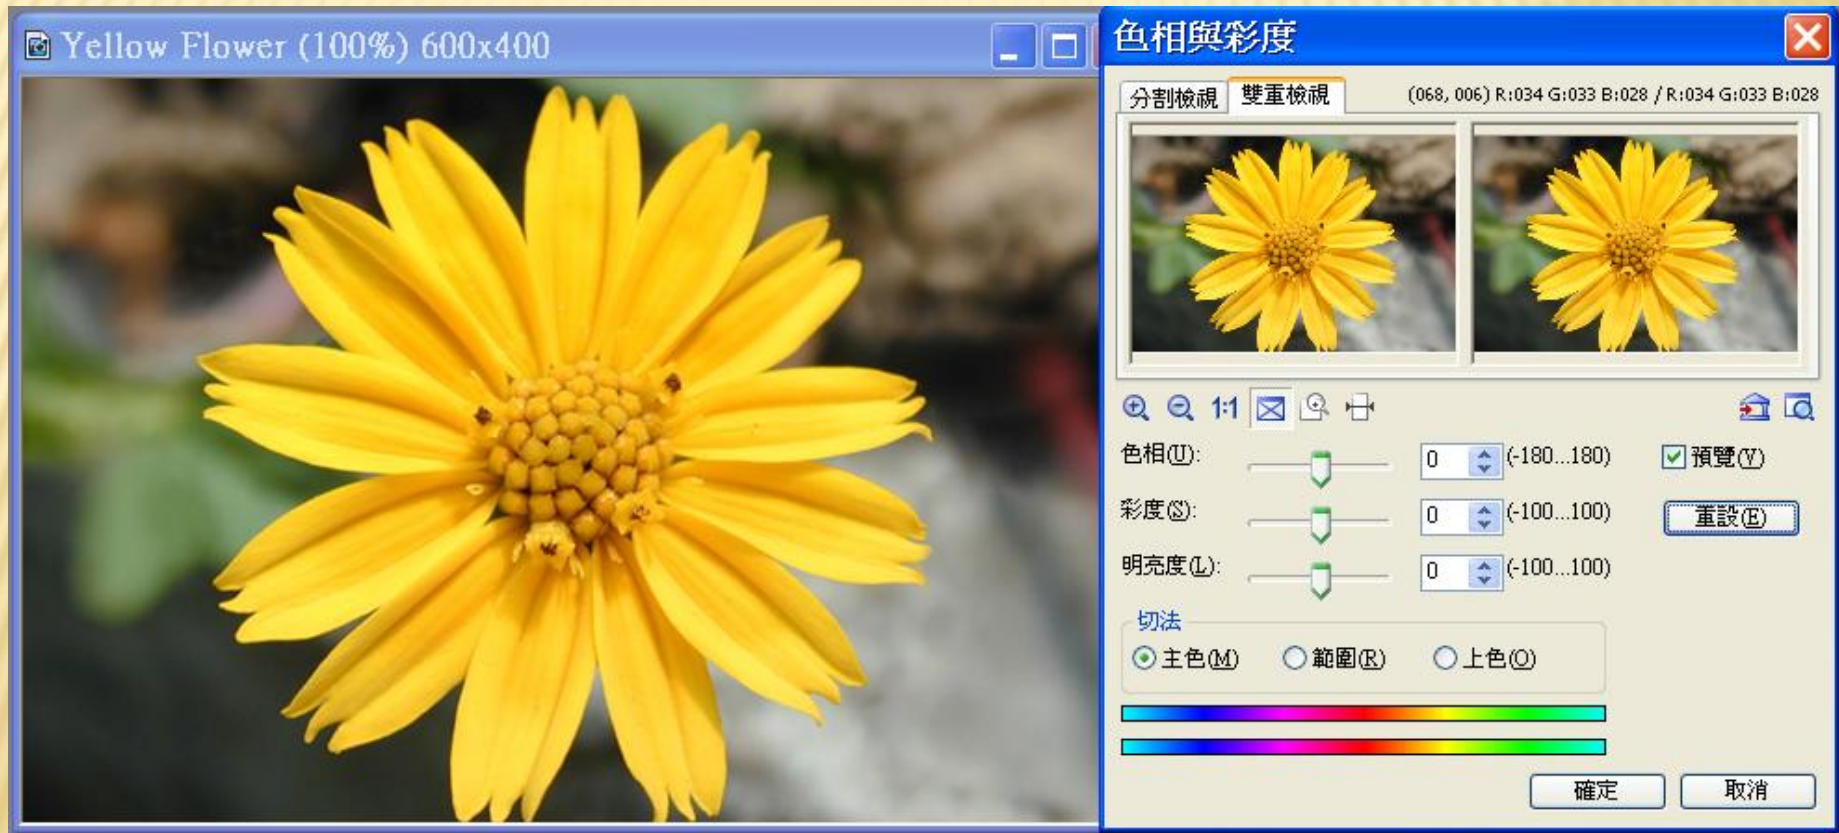 Yellow Flower (100%) 600x400
色相與彩度
分割檢視 雙重檢視 (068, 006) R:034 G:033 B:028 / R:034 G:033 B:028
1:1
色相(U): 0 (-180...180) 預覽(V)
彩度(S): 0 (-100...100) 重設(E)
明亮度(L): 0 (-100...100)
切法
主色(M) 範圍(R) 上色(O)
確定 取消